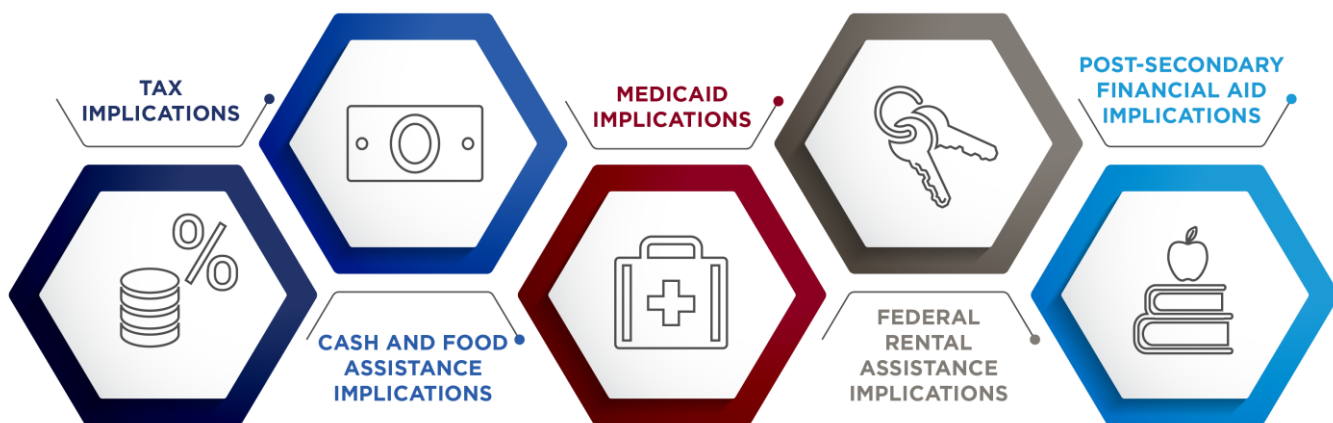 TAX
IMPLICATIONS
CASH AND FOOD
ASSISTANCE
IMPLICATIONS
MEDICAID
IMPLICATIONS
FEDERAL
RENTAL
ASSISTANCE
IMPLICATIONS
POST-SECONDARY
FINANCIAL AID
IMPLICATIONS
%